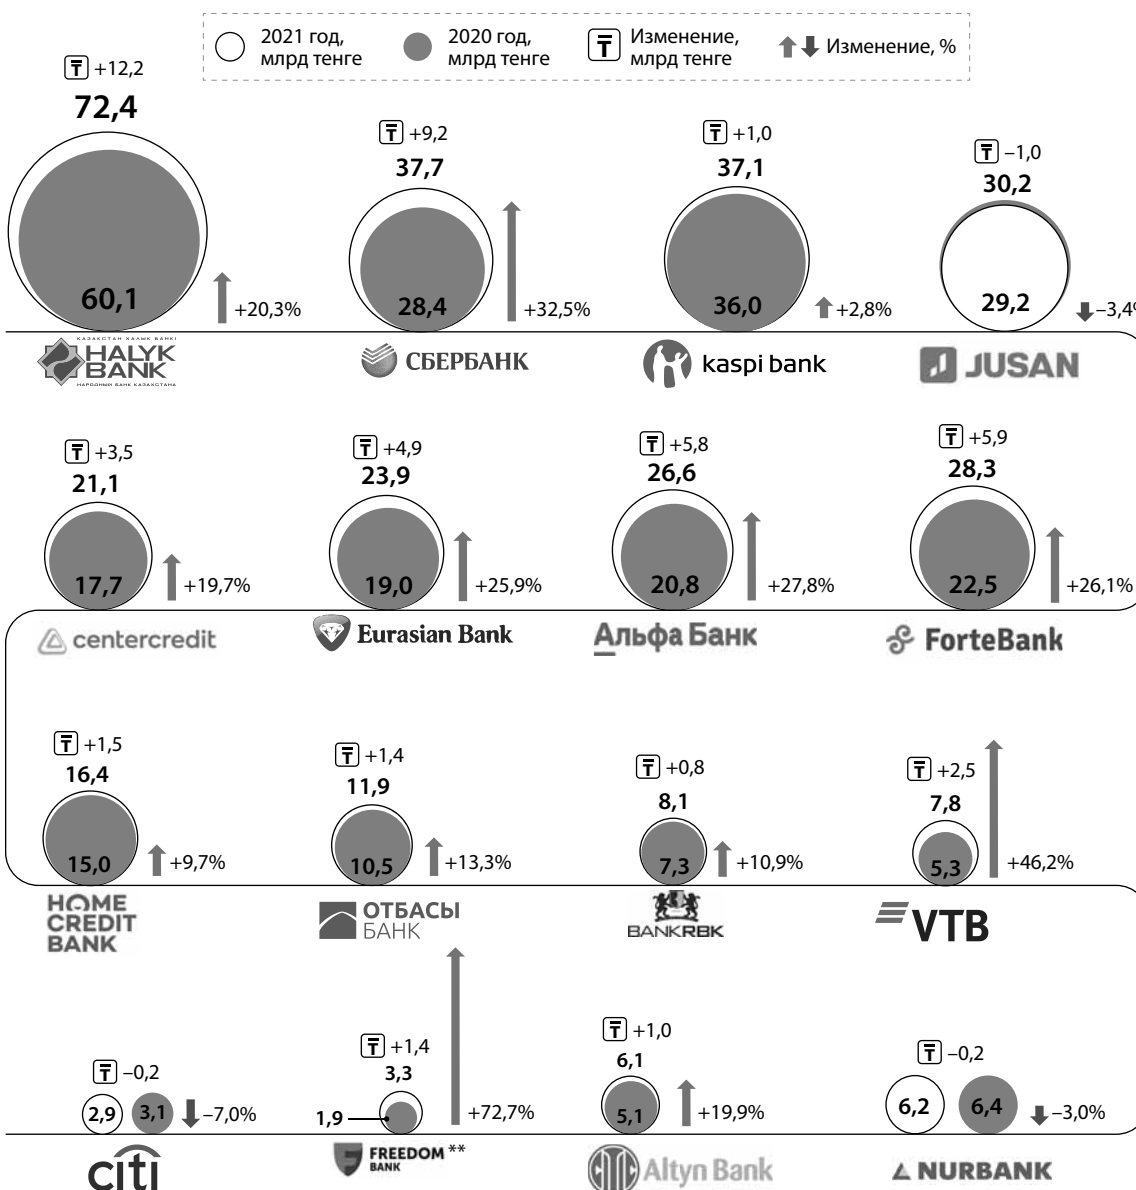 2021 год,
млрд тенге
2020 год,
млрд тенге
₸ Изменение,
млрд тенге
Изменение, %
₸ +12,2
72,4
60,1
+20,3%
КАЗАКСТАН ХАЛЫК БАНКI
HALYK
BANK
НАРОДНЫЙ БАНК КАЗАХСТАНА
₸ +9,2
37,7
28,4
+32,5%
СБЕРБАНК
₸ +1,0
37,1
36,0
+2,8%
kaspi bank
₸ –1,0
30,2
29,2
–3,4%
JUSAN
₸ +3,5
21,1
17,7
+19,7%
centercredit
₸ +4,9
23,9
19,0
+25,9%
Eurasian Bank
₸ +5,8
26,6
20,8
+27,8%
Альфа Банк
₸ +5,9
28,3
22,5
+26,1%
ForteBank
₸ +1,5
16,4
15,0
+9,7%
HOME
CREDIT
BANK
₸ +1,4
11,9
10,5
+13,3%
ОТБАСЫ
БАНК
₸ +0,8
8,1
7,3
+10,9%
BANKRBK
₸ +2,5
7,8
5,3
+46,2%
VTB
₸ –0,2
2,9
3,1
–7,0%
citi
₸ +1,4
3,3
1,9
+72,7%
FREEDOM **
BANK
₸ +1,0
6,1
5,1
+19,9%
Altyn Bank
₸ –0,2
6,2
6,4
–3,0%
NURBANK